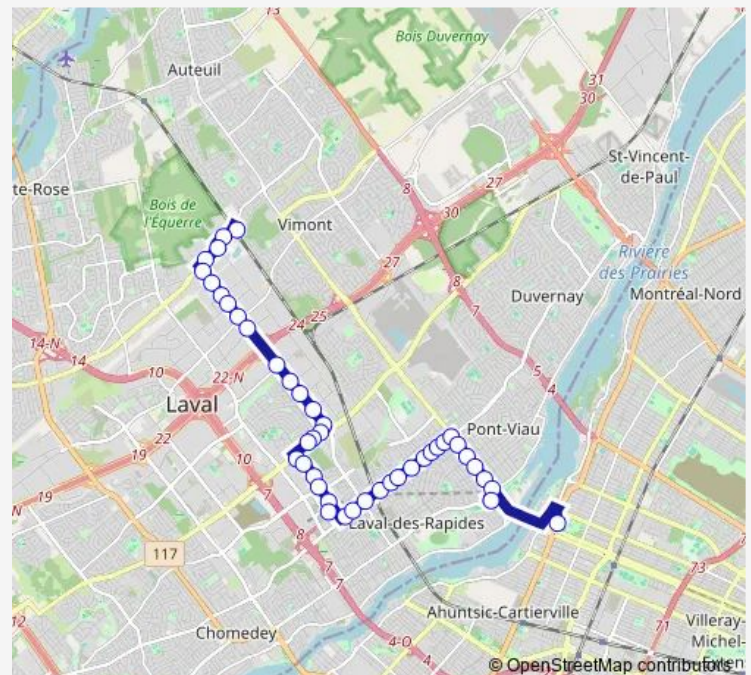 13
Bois Duvernay
Auteuil
31
30
St-Vincent-
de-Paul
te-Rose
Bois de
l'Équerre
8
27
30
Vimont
Rivière
des Prairies
27
8
7
Duvernay
Montréal-Nord
24
25
14-N
14
10
22-N
5
4
Laval
22
10
Pont-Viau
19
19
7
Laval-des-Rapides
117
8
7
7
73
Ahuntsic-Cartierville
12
Chomedey
4-O
4
71
Villeray-
Michel-
© OpenStreetMap contributors